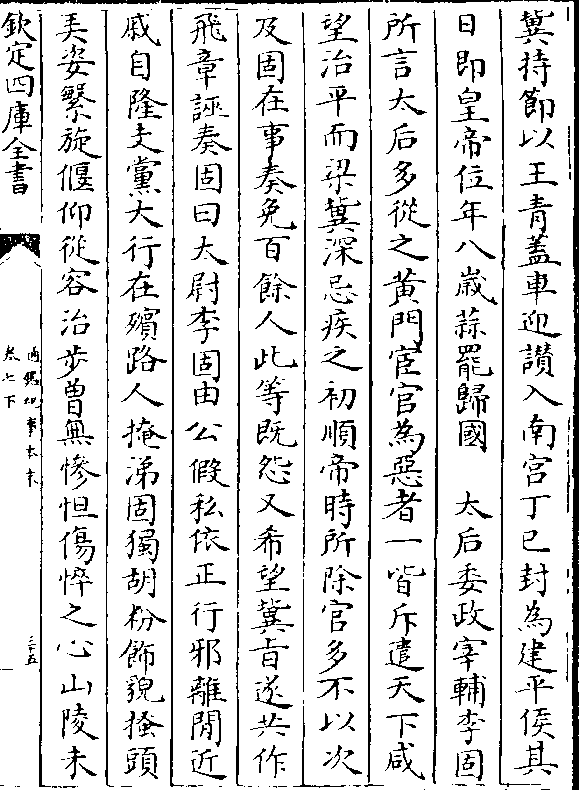 冀持節以王青蓋車迎讃入南宫丁巳封為建平侯其
日即皇帝位年八歲蒜罷歸國　太后委政宰輔李固
所言太后多從之黄門宦官為惡者一皆斥遣天下咸
望治平而梁冀深忌疾之初順帝時所除官多不以次
及固在事奏免百餘人此等既怨又希望冀旨遂共作
飛章誣奏固曰太尉李固由公假私依正行邪離間近
戚自隆支黨大行在殯路人掩涕固獨胡粉飾貌搔頭
弄姿槃旋偃仰從容治步曾無慘怛傷悴之心山陵未
欽定四庫全書
通鑑紀事本末
卷七下
三十五